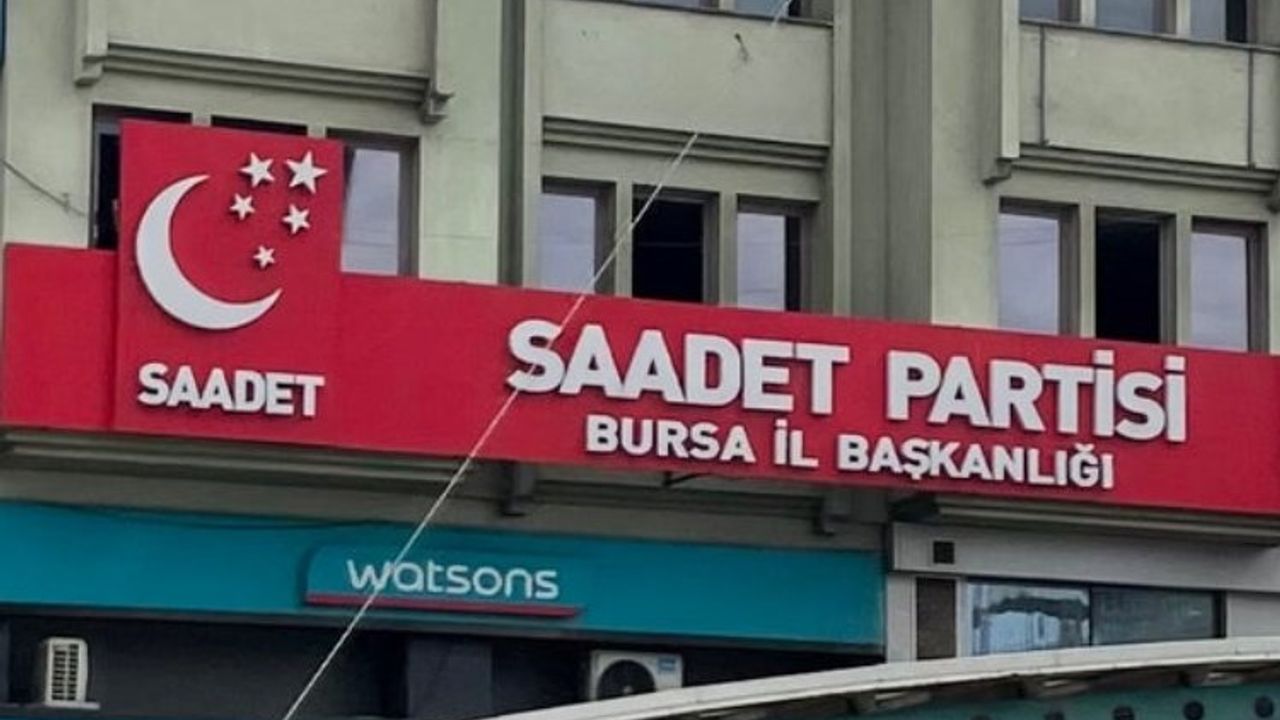 SAADET
SAADET PARTİSİ
BURSA İL BAŞKANLIĞI
watsons